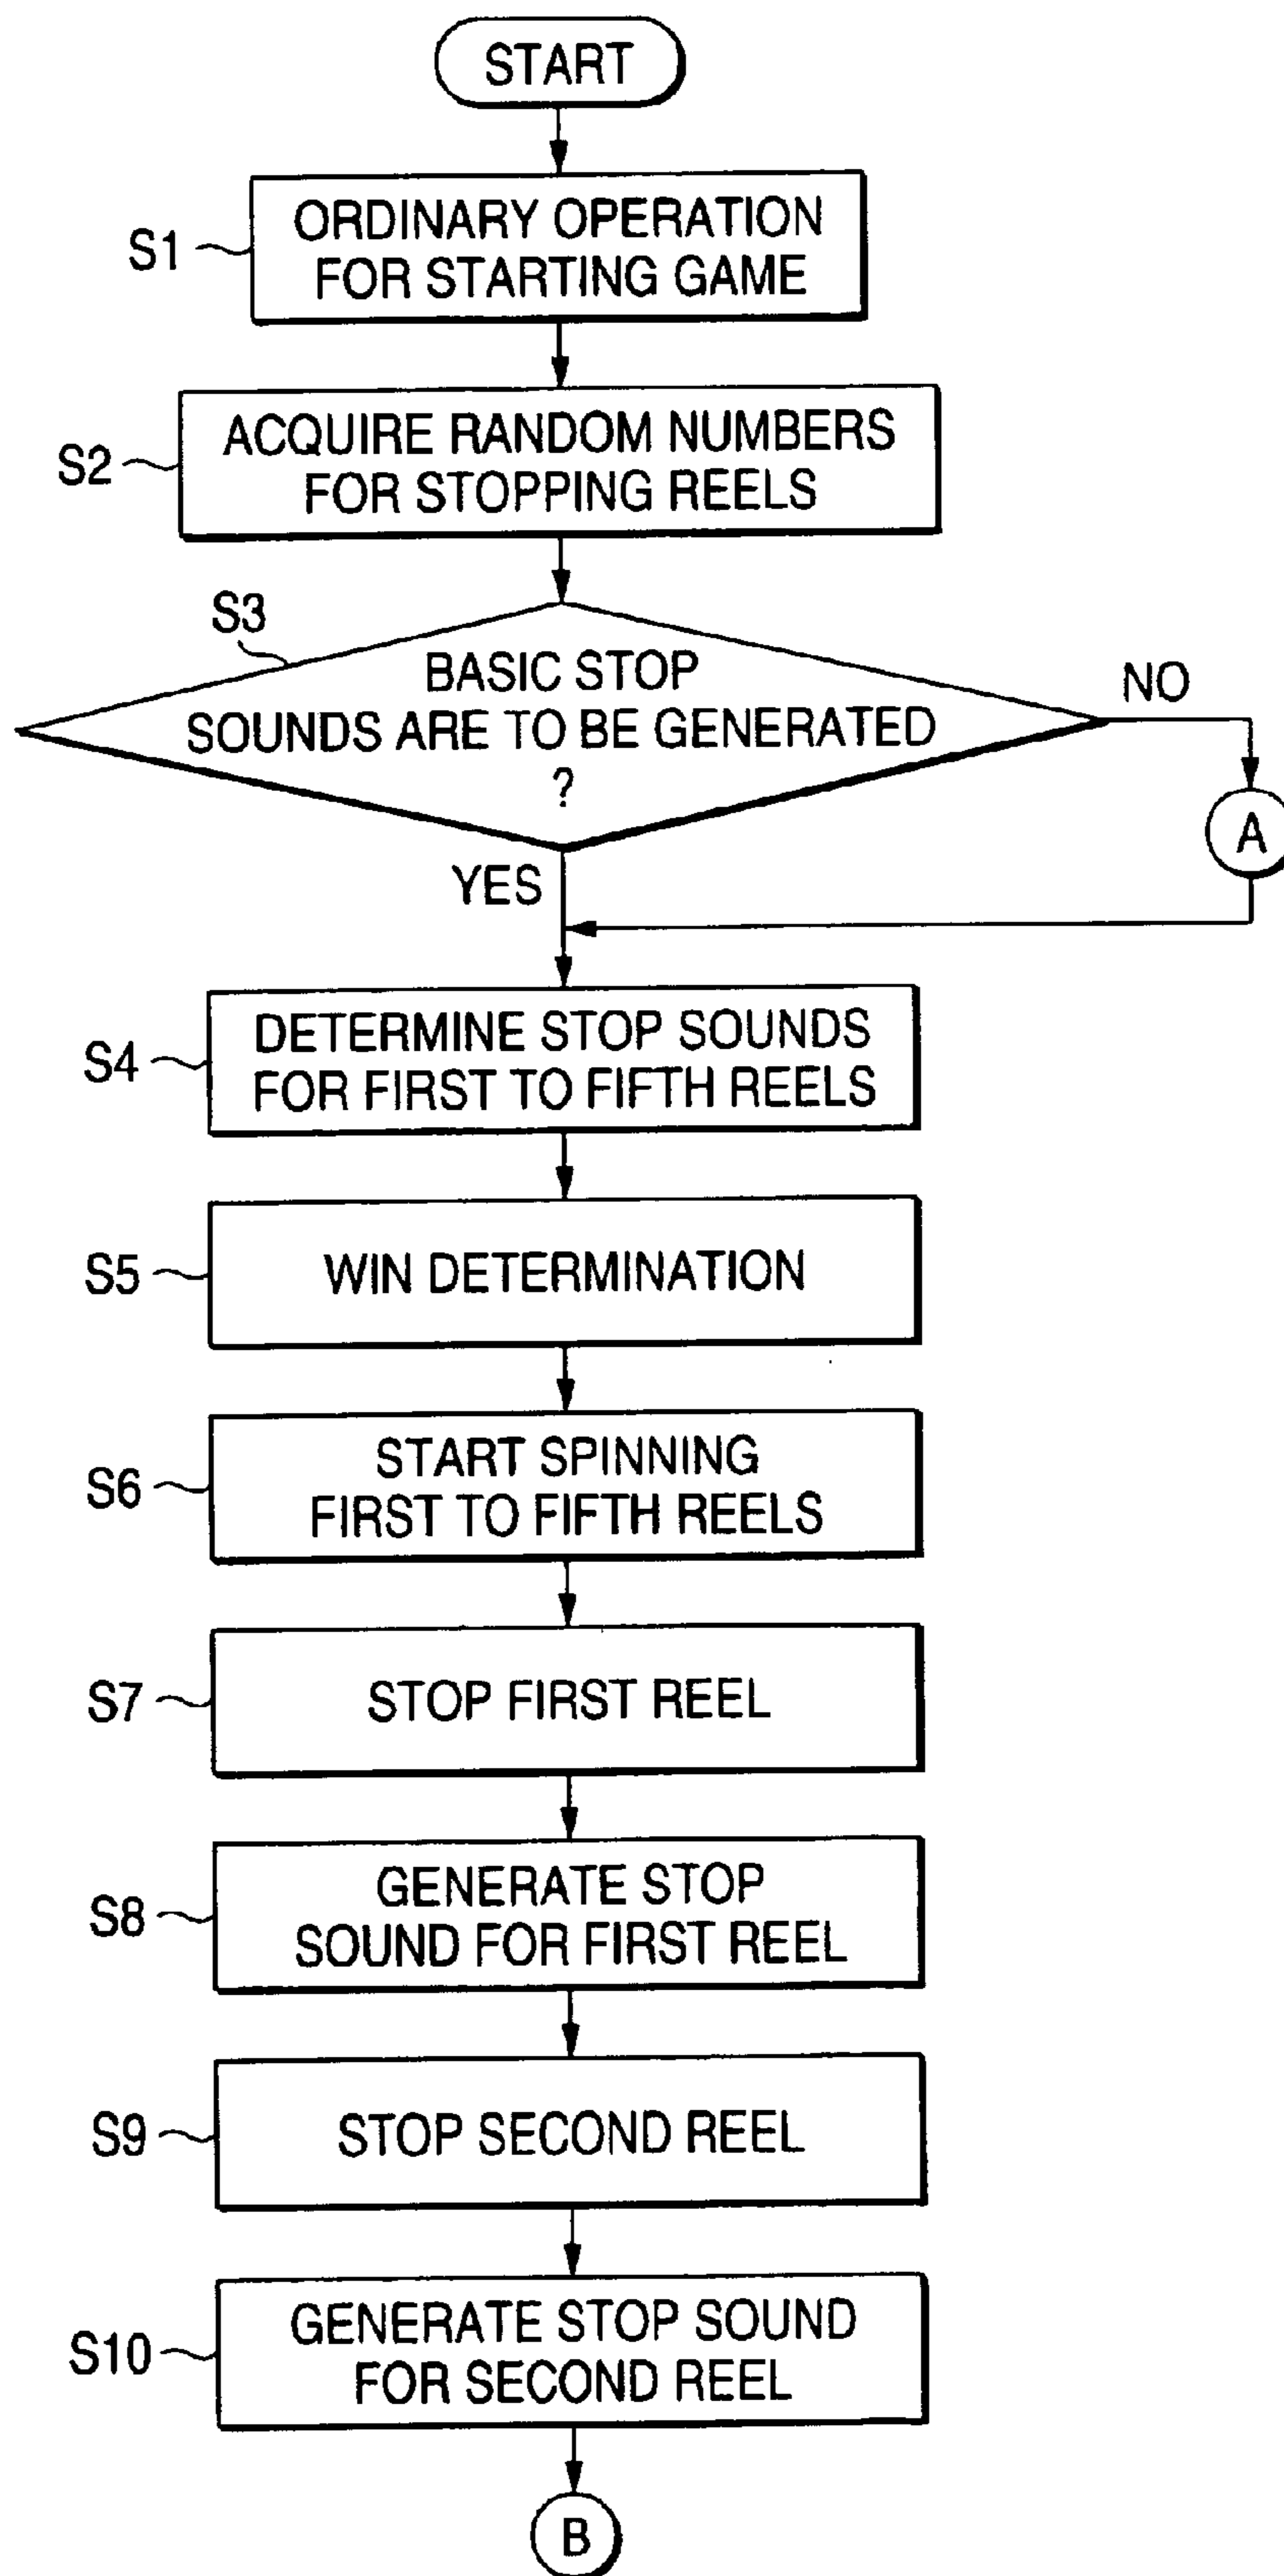 START
S1
ORDINARY OPERATION
FOR STARTING GAME
S2
ACQUIRE RANDOM NUMBERS
FOR STOPPING REELS
S3
BASIC STOP
SOUNDS ARE TO BE GENERATED
?
NO
A
YES
S4
DETERMINE STOP SOUNDS
FOR FIRST TO FIFTH REELS
S5
WIN DETERMINATION
S6
START SPINNING
FIRST TO FIFTH REELS
S7
STOP FIRST REEL
S8
GENERATE STOP
SOUND FOR FIRST REEL
S9
STOP SECOND REEL
S10
GENERATE STOP SOUND
FOR SECOND REEL
B